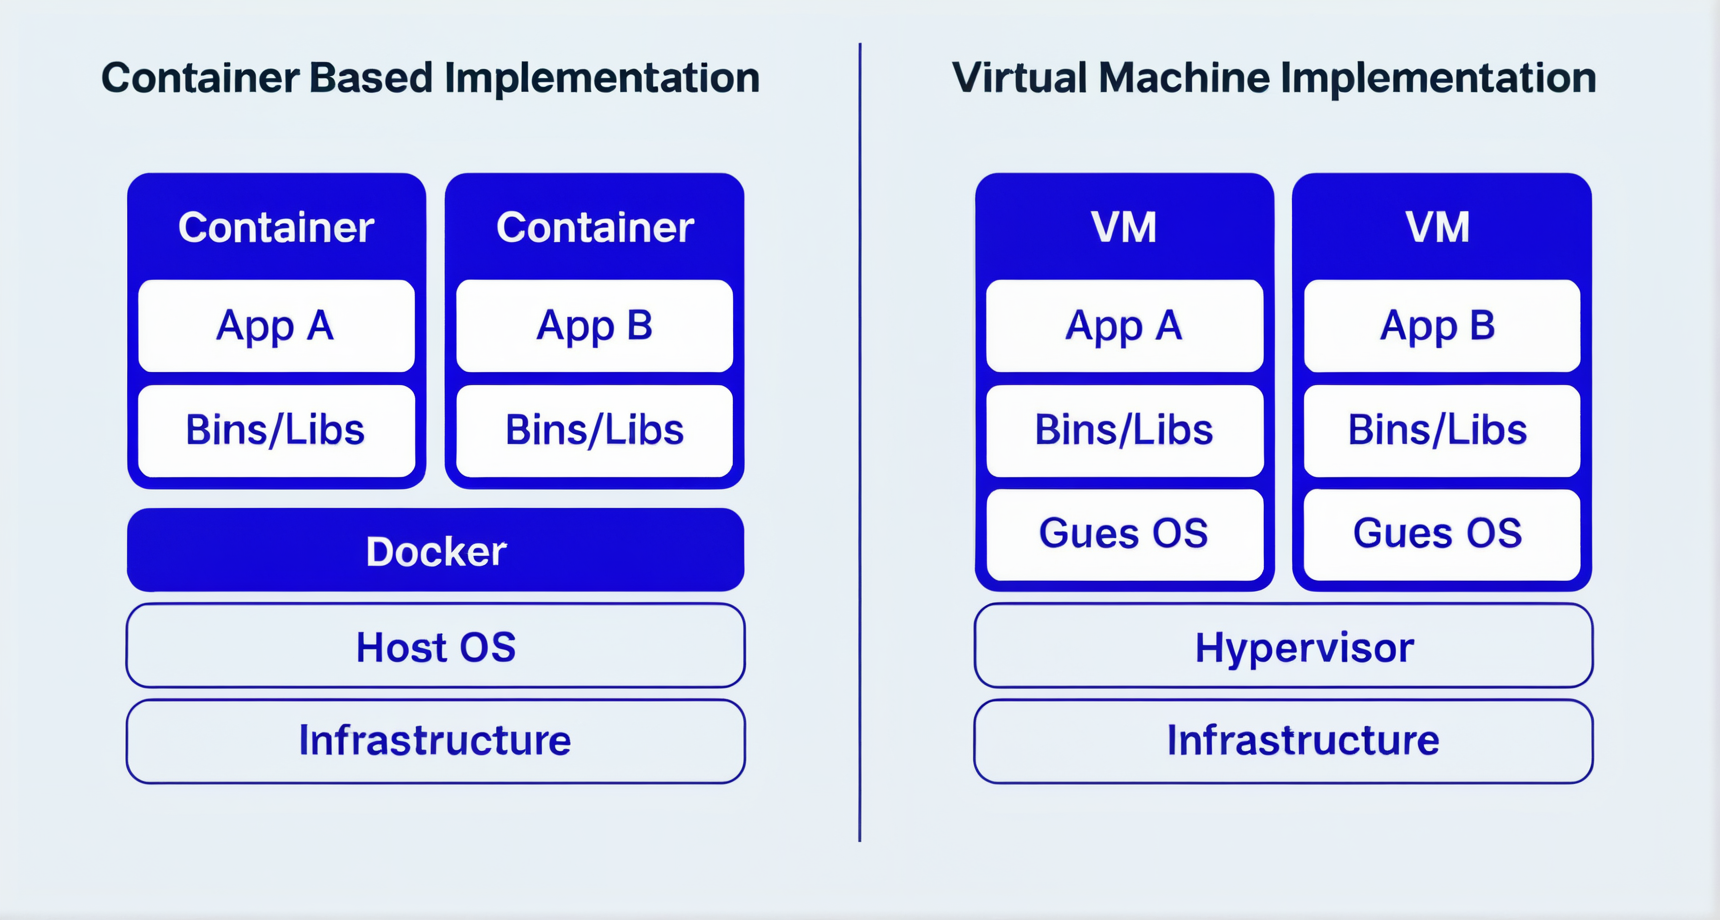 Container Based Implementation
Container
App A
Bins/Libs
Container
App B
Bins/Libs
Docker
Host OS
Infrastructure
Virtual Machine Implementation
VM
App A
Bins/Libs
Gues OS
VM
App B
Bins/Libs
Gues OS
Hypervisor
Infrastructure